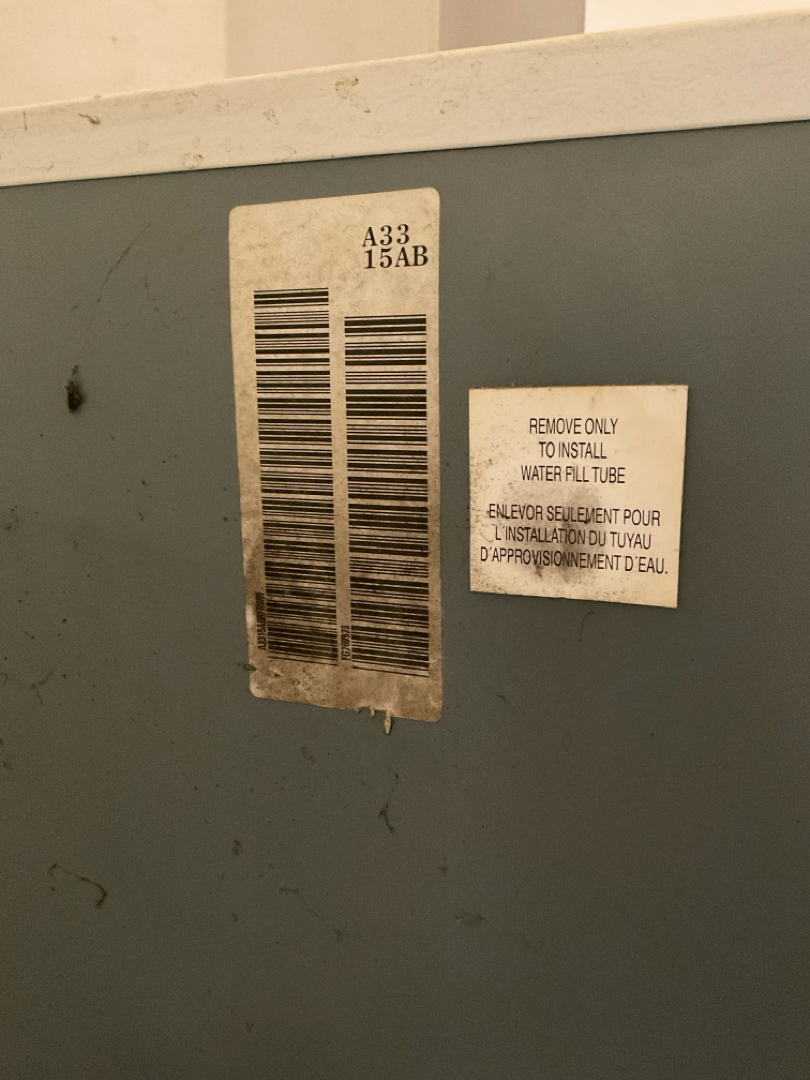 A33
15AB
REMOVE ONLY
TO INSTALL
WATER FILL TUBE
ENLEVOR SEULEMENT POUR
L'INSTALLATION DU TUYAU
D'APPROVISIONNEMENT D'EAU.